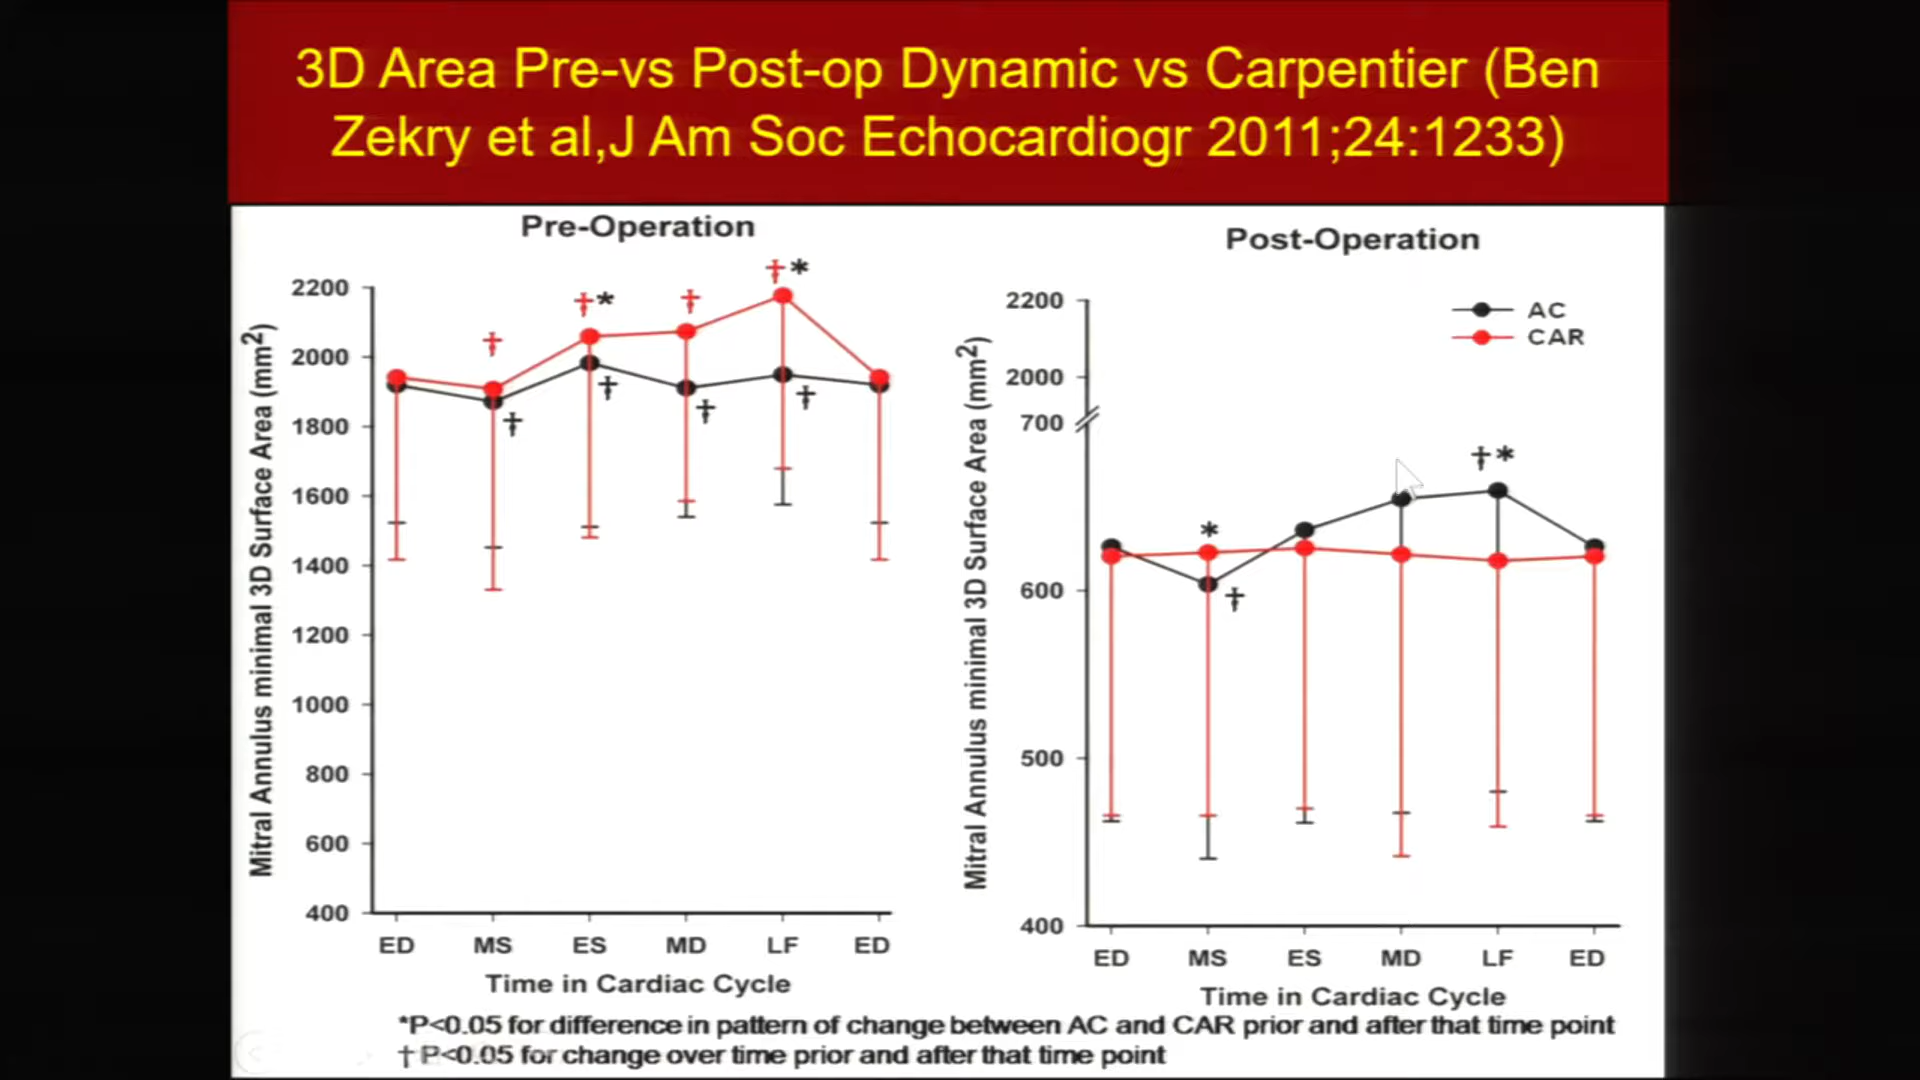 3D Area Pre-vs Post-op Dynamic vs Carpentier (Ben
Zekry et al,J Am Soc Echocardiogr 2011;24:1233)
Pre-Operation
Mitral Annulus minimal 3D Surface Area (mm²)
2200
2000
1800
1600
1400
1200
1000
800
600
400
†
†*
†
†*
†
†
†
†
ED MS ES MD LF ED
Time in Cardiac Cycle
Post-Operation
Mitral Annulus minimal 3D Surface Area (mm²)
2200
2000
700
600
500
400
AC
CAR
*
†
†*
ED MS ES MD LF ED
Time in Cardiac Cycle
*P<0.05 for difference in pattern of change between AC and CAR prior and after that time point
†P<0.05 for change over time prior and after that time point